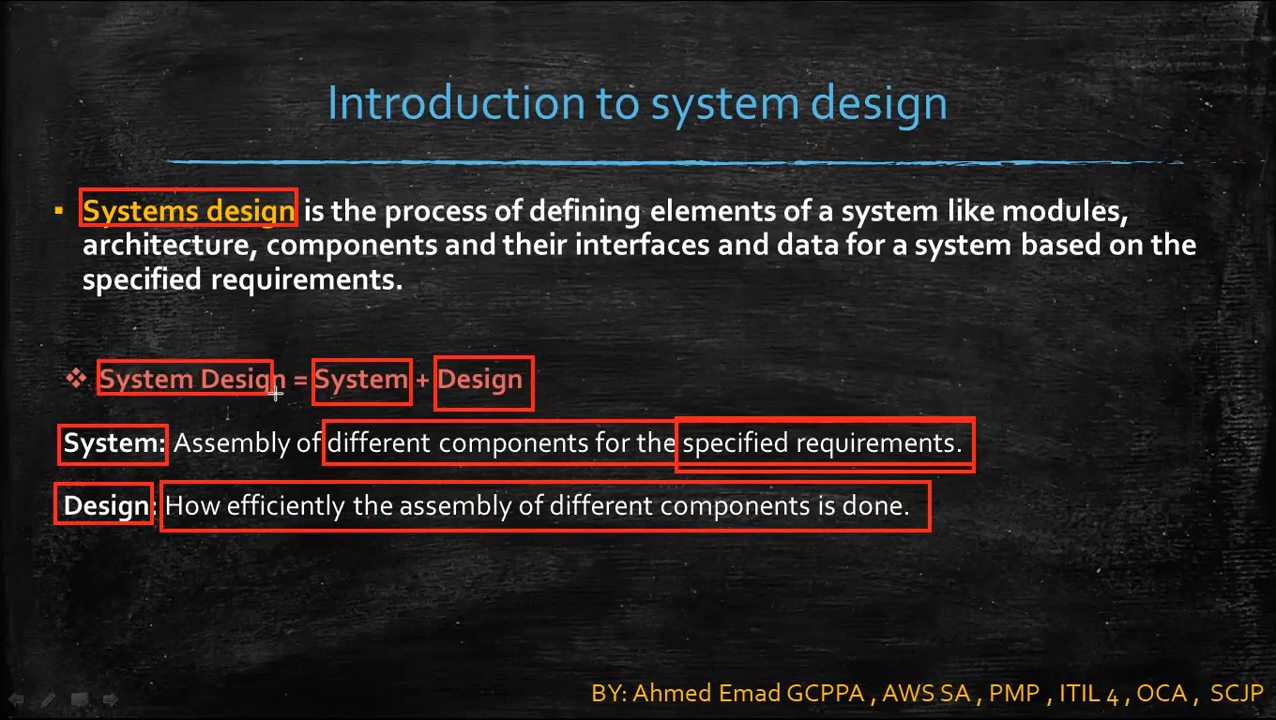 Introduction to system design
▪ Systems design is the process of defining elements of a system like modules,
architecture, components and their interfaces and data for a system based on the
specified requirements.
❖ System Design = System + Design
System: Assembly of different components for the specified requirements.
Design: How efficiently the assembly of different components is done.
BY: Ahmed Emad GCPPA , AWS SA , PMP , ITIL 4 , OCA , SCJP